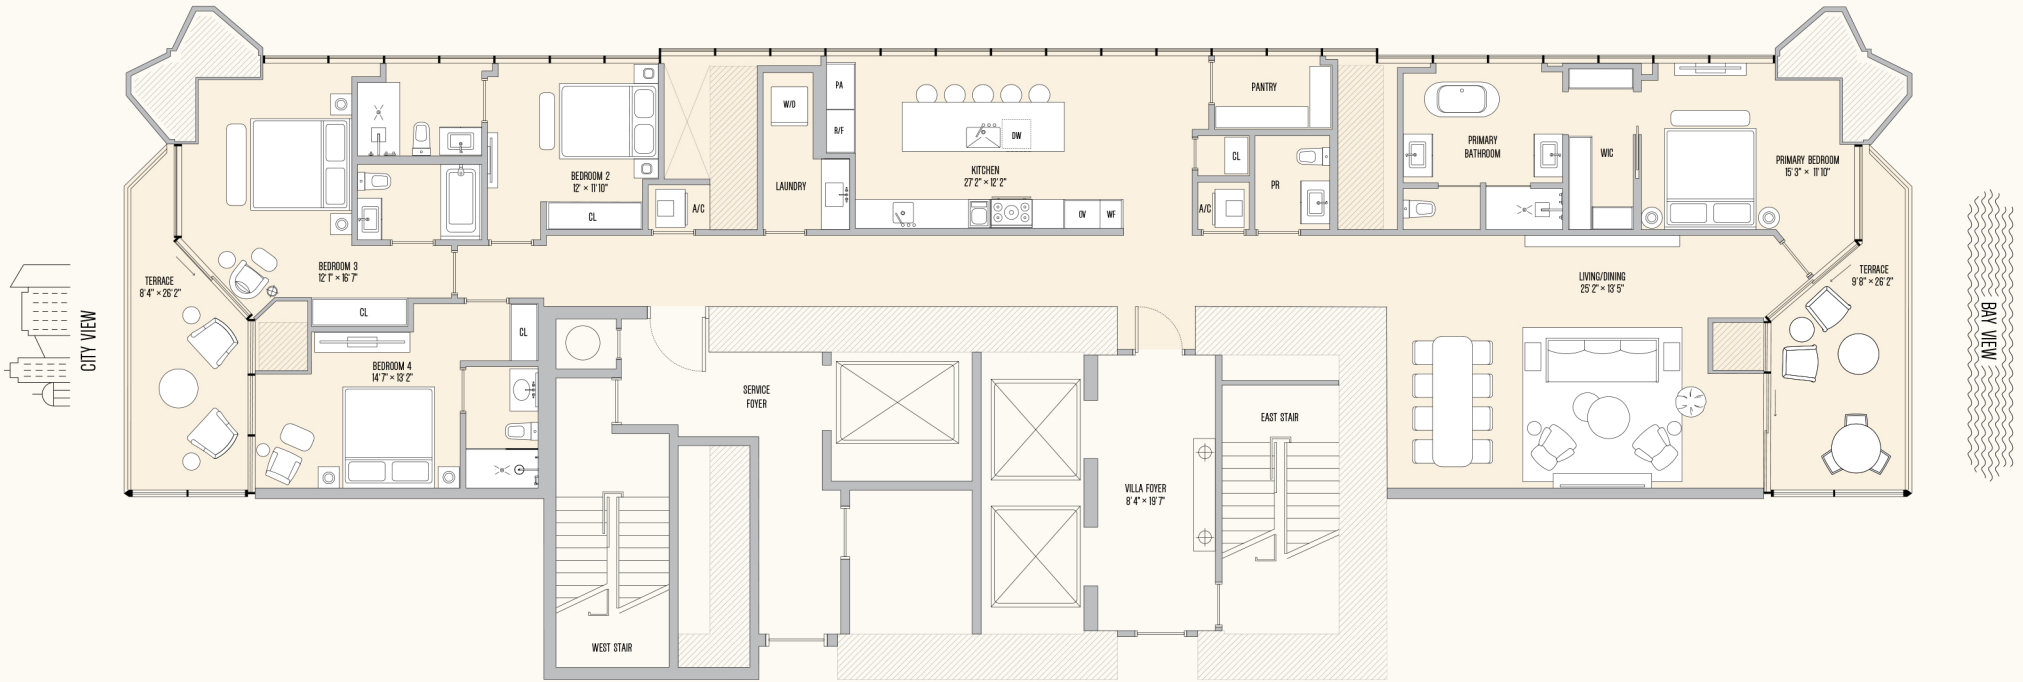 CITY VIEW
TERRACE
8'4" × 26'2"
BEDROOM 3
12'1" × 16'7"
CL
BEDROOM 4
14'7" × 13'2"
CL
BEDROOM 2
12' × 11'10"
CL
A/C
W/D
LAUNDRY
PA
R/F
DW
KITCHEN
27'2" × 12'2"
OV
WF
PANTRY
CL
A/C
PR
PRIMARY
BATHROOM
WIC
PRIMARY BEDROOM
15'3" × 11'10"
LIVING/DINING
25'2" × 13'5"
TERRACE
9'8" × 26'2"
BAY VIEW
SERVICE
FOYER
WEST STAIR
VILLA FOYER
8'4" × 19'7"
EAST STAIR